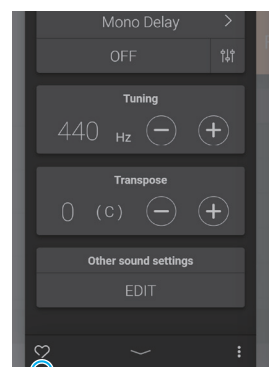 Mono Delay
OFF
Tuning
440 Hz
Transpose
0 (C)
Other sound settings
EDIT